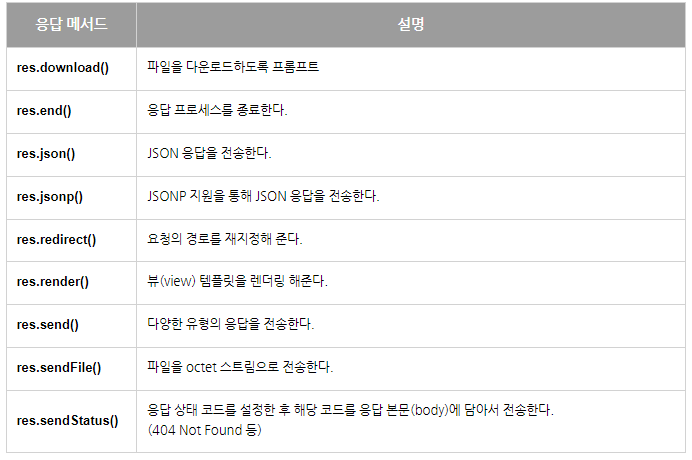 응답 메서드 설명
res.download() 파일을 다운로드하도록 프롬프트
res.end() 응답 프로세스를 종료한다.
res.json() JSON 응답을 전송한다.
res.jsonp() JSONP 지원을 통해 JSON 응답을 전송한다.
res.redirect() 요청의 경로를 재지정해 준다.
res.render() 뷰(view) 템플릿을 렌더링 해준다.
res.send() 다양한 유형의 응답을 전송한다.
res.sendFile() 파일을 octet 스트림으로 전송한다.
res.sendStatus() 응답 상태 코드를 설정한 후 해당 코드를 응답 본문(body)에 담아서 전송한다.
(404 Not Found 등)